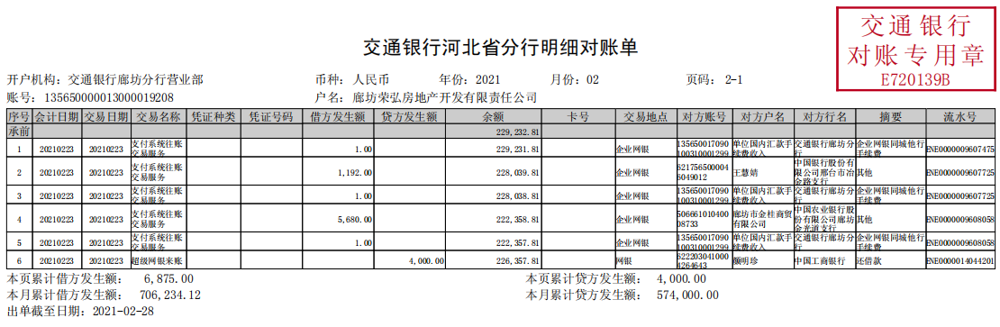 交通银行
对账专用章
E720139B
交通银行河北省分行明细对账单
开户机构：交通银行廊坊分行营业部 币种：人民币 年份：2021 月份：02 页码：2-1
账号：135650000013000019208 户名：廊坊荣弘房地产开发有限责任公司
序号 会计日期 交易日期 交易名称 凭证种类 凭证号码 借方发生额 贷方发生额 余额 卡号 交易地点 对方账号 对方户名 对方行名 摘要 流水号
承前 229,232.81
1 20210223 20210223 支付系统往账交易服务 1.00 229,231.81 企业网银 135650017090100310001299 单位国内汇款手续费收入 交通银行廊坊分行 企业网银同城他行手续费 ENE0000009607475
2 20210223 20210223 支付系统往账交易服务 1,192.00 228,039.81 企业网银 6217565000046049012 王慧婧 中国银行股份有限公司邢台市冶金路支行 其他 ENE0000009607725
3 20210223 20210223 支付系统往账交易服务 1.00 228,038.81 企业网银 135650017090100310001299 单位国内汇款手续费收入 交通银行廊坊分行 企业网银同城他行手续费 ENE0000009607725
4 20210223 20210223 支付系统往账交易服务 5,680.00 222,358.81 企业网银 50666101040008733 廊坊市金桂商贸有限公司 中国农业银行股份有限公司廊坊金光道支行 其他 ENE0000009608058
5 20210223 20210223 支付系统往账交易服务 1.00 222,357.81 企业网银 135650017090100310001299 单位国内汇款手续费收入 交通银行廊坊分行 企业网银同城他行手续费 ENE0000009608058
6 20210223 20210223 超级网银来账 4,000.00 226,357.81 网银 6222030410004264643 颜明珍 中国工商银行 还借款 ENE0000014044201
本页累计借方发生额： 6,875.00 本页累计贷方发生额： 4,000.00
本月累计借方发生额： 706,234.12 本月累计贷方发生额： 574,000.00
出单截至日期：2021-02-28